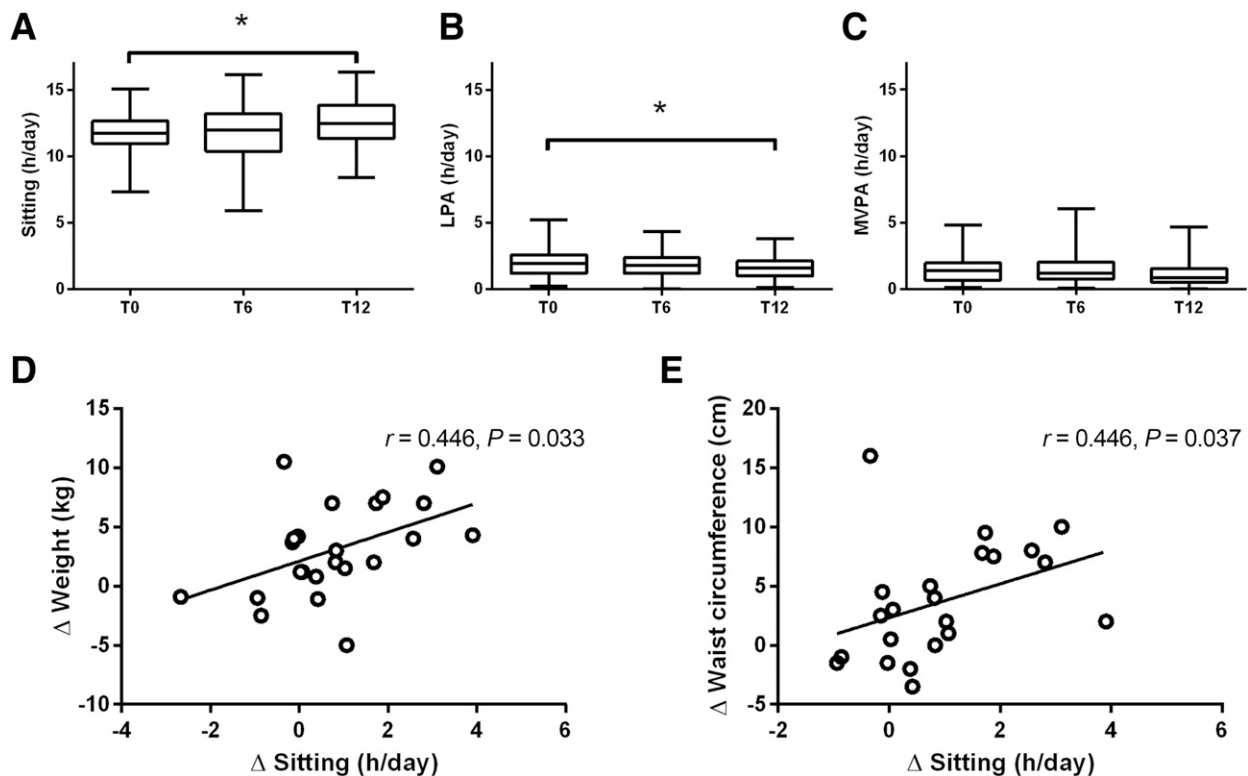 A
*
Sitting (h/day)
15
10
5
0
T0 T6 T12
B
*
LPA (h/day)
15
10
5
0
T0 T6 T12
C
MVPA (h/day)
15
10
5
0
T0 T6 T12
D
r = 0.446, P = 0.033
Δ Weight (kg)
15
10
5
0
-5
-10
-4 -2 0 2 4 6
Δ Sitting (h/day)
E
r = 0.446, P = 0.037
Δ Waist circumference (cm)
20
15
10
5
0
-5
-2 0 2 4 6
Δ Sitting (h/day)